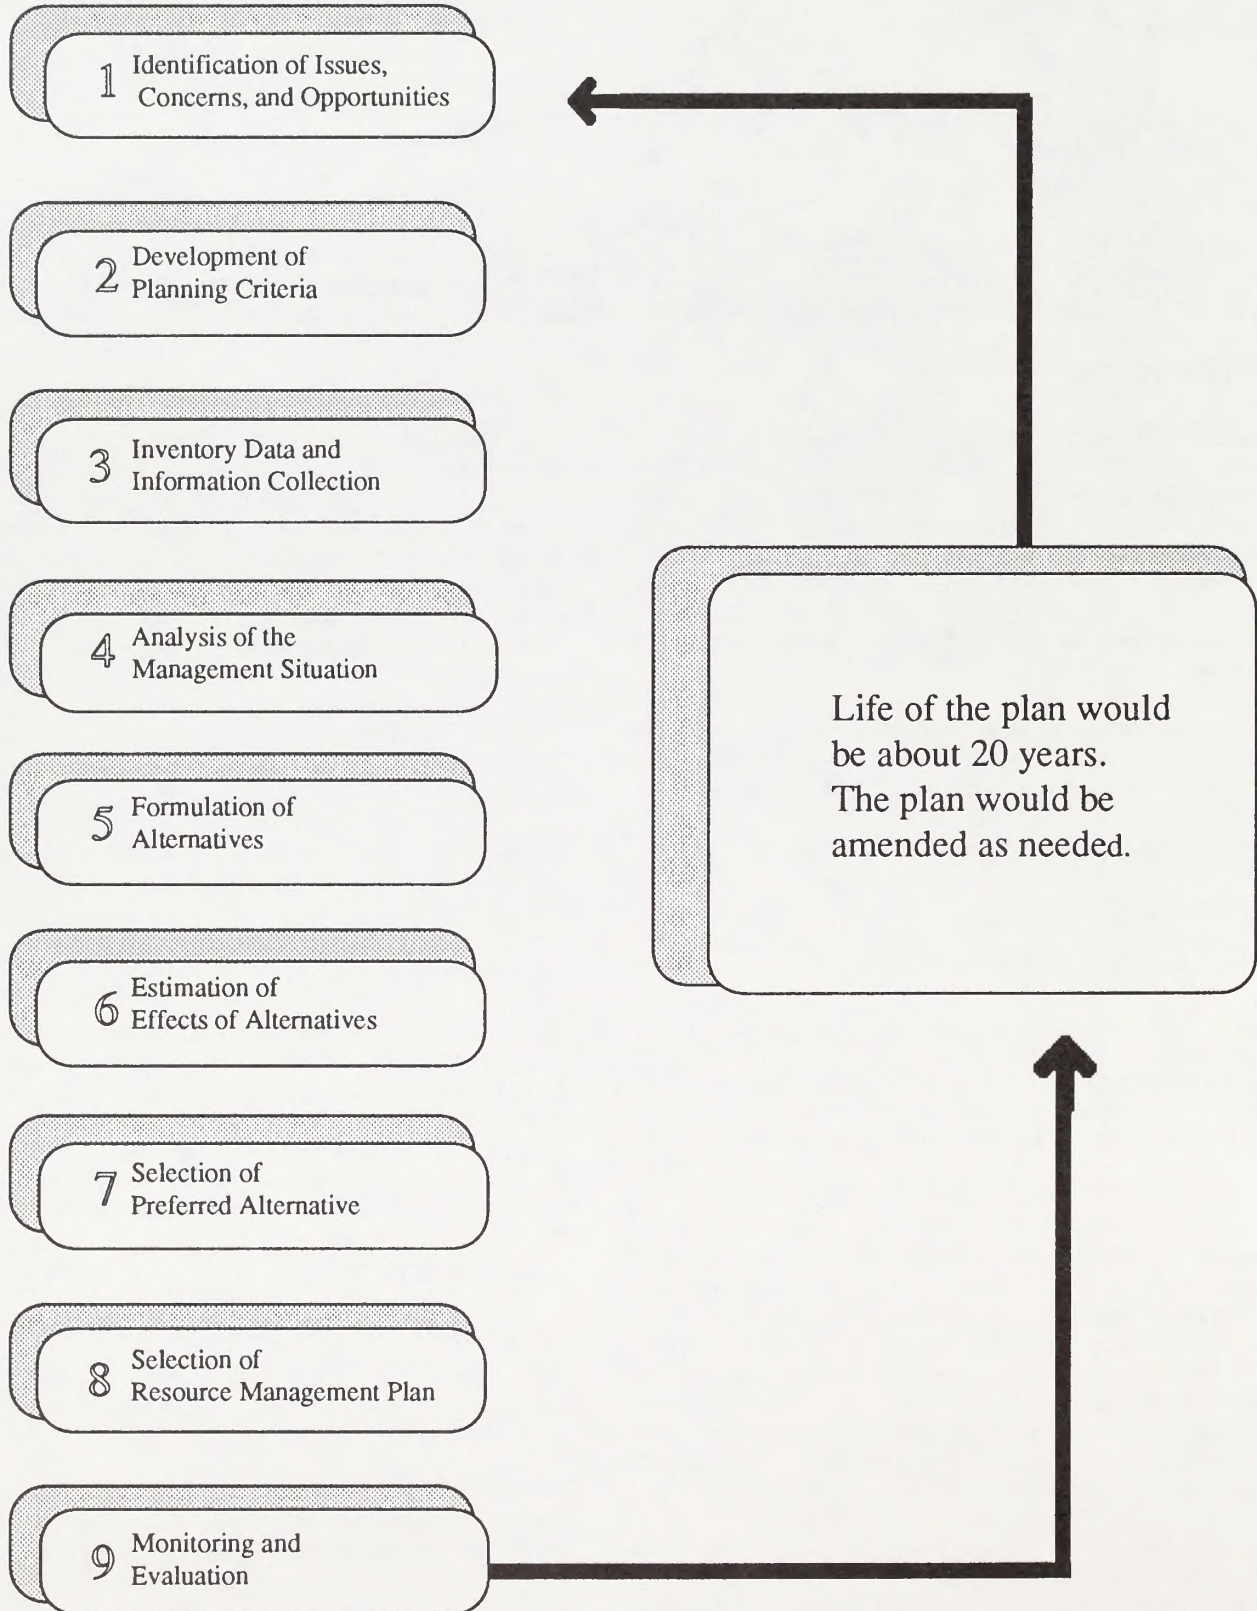 1 Identification of Issues,
Concerns, and Opportunities
2 Development of
Planning Criteria
3 Inventory Data and
Information Collection
4 Analysis of the
Management Situation
5 Formulation of
Alternatives
6 Estimation of
Effects of Alternatives
7 Selection of
Preferred Alternative
8 Selection of
Resource Management Plan
9 Monitoring and
Evaluation
Life of the plan would
be about 20 years.
The plan would be
amended as needed.